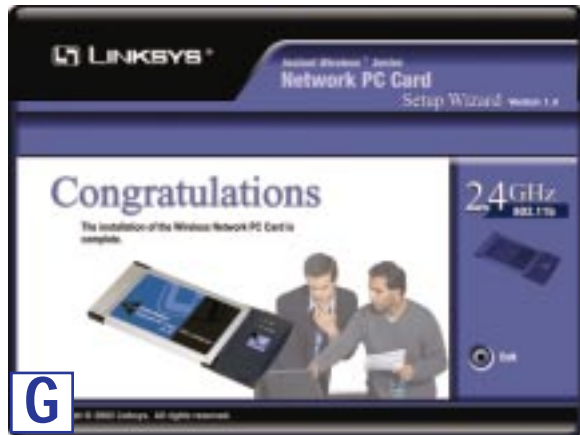 LINKSYS®
Instant Wireless™ Series
Network PC Card
Setup Wizard Version 1.0
Congratulations
The installation of the Wireless Network PC Card is
complete.
2,4GHz
802.11b
Exit
G
© 2002 Linksys. All rights reserved.